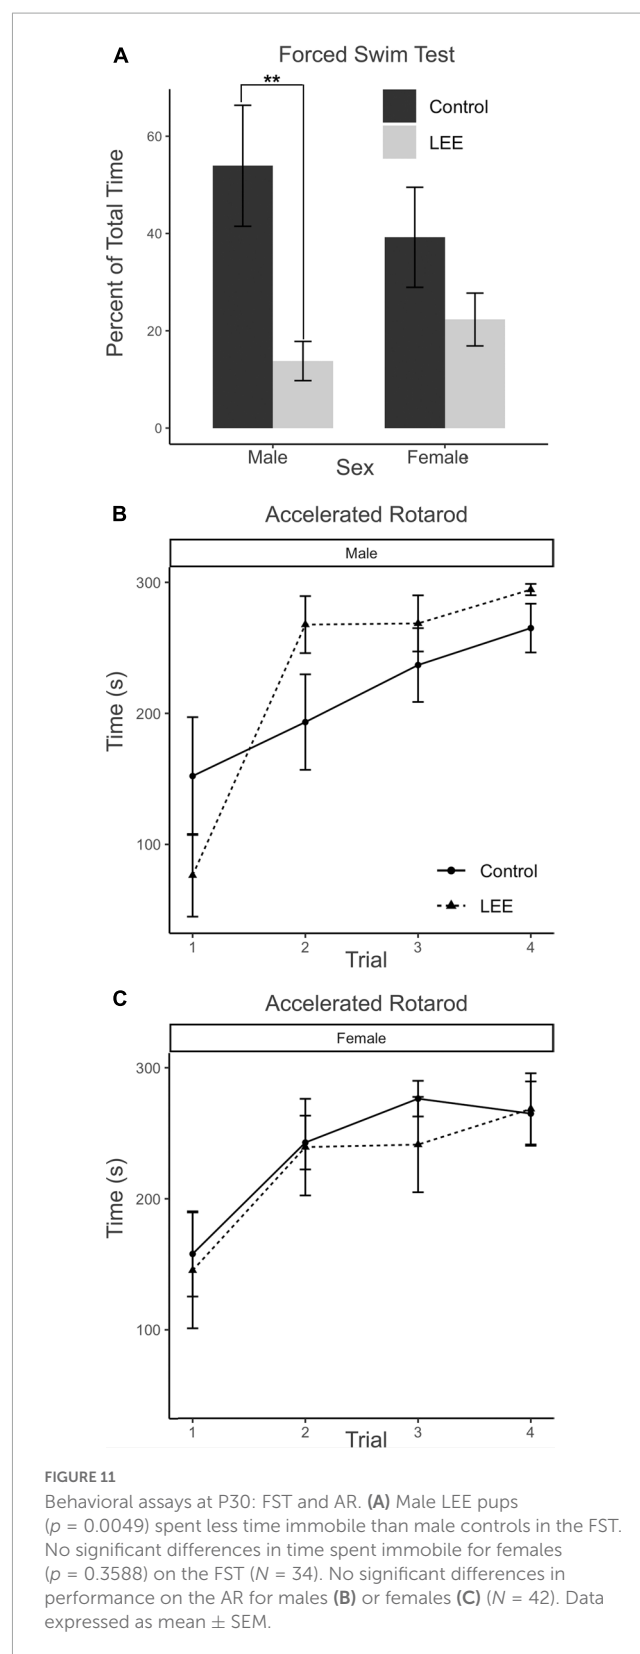 A
Forced Swim Test
**
Control
LEE
Percent of Total Time
60
40
20
0
Male
Female
Sex
B
Accelerated Rotarod
Male
Time (s)
300
200
100
Control
LEE
1
2
3
4
Trial
C
Accelerated Rotarod
Female
Time (s)
300
200
100
1
2
3
4
Trial
FIGURE 11
Behavioral assays at P30: FST and AR. (A) Male LEE pups
(p = 0.0049) spent less time immobile than male controls in the FST.
No significant differences in time spent immobile for females
(p = 0.3588) on the FST (N = 34). No significant differences in
performance on the AR for males (B) or females (C) (N = 42). Data
expressed as mean ± SEM.